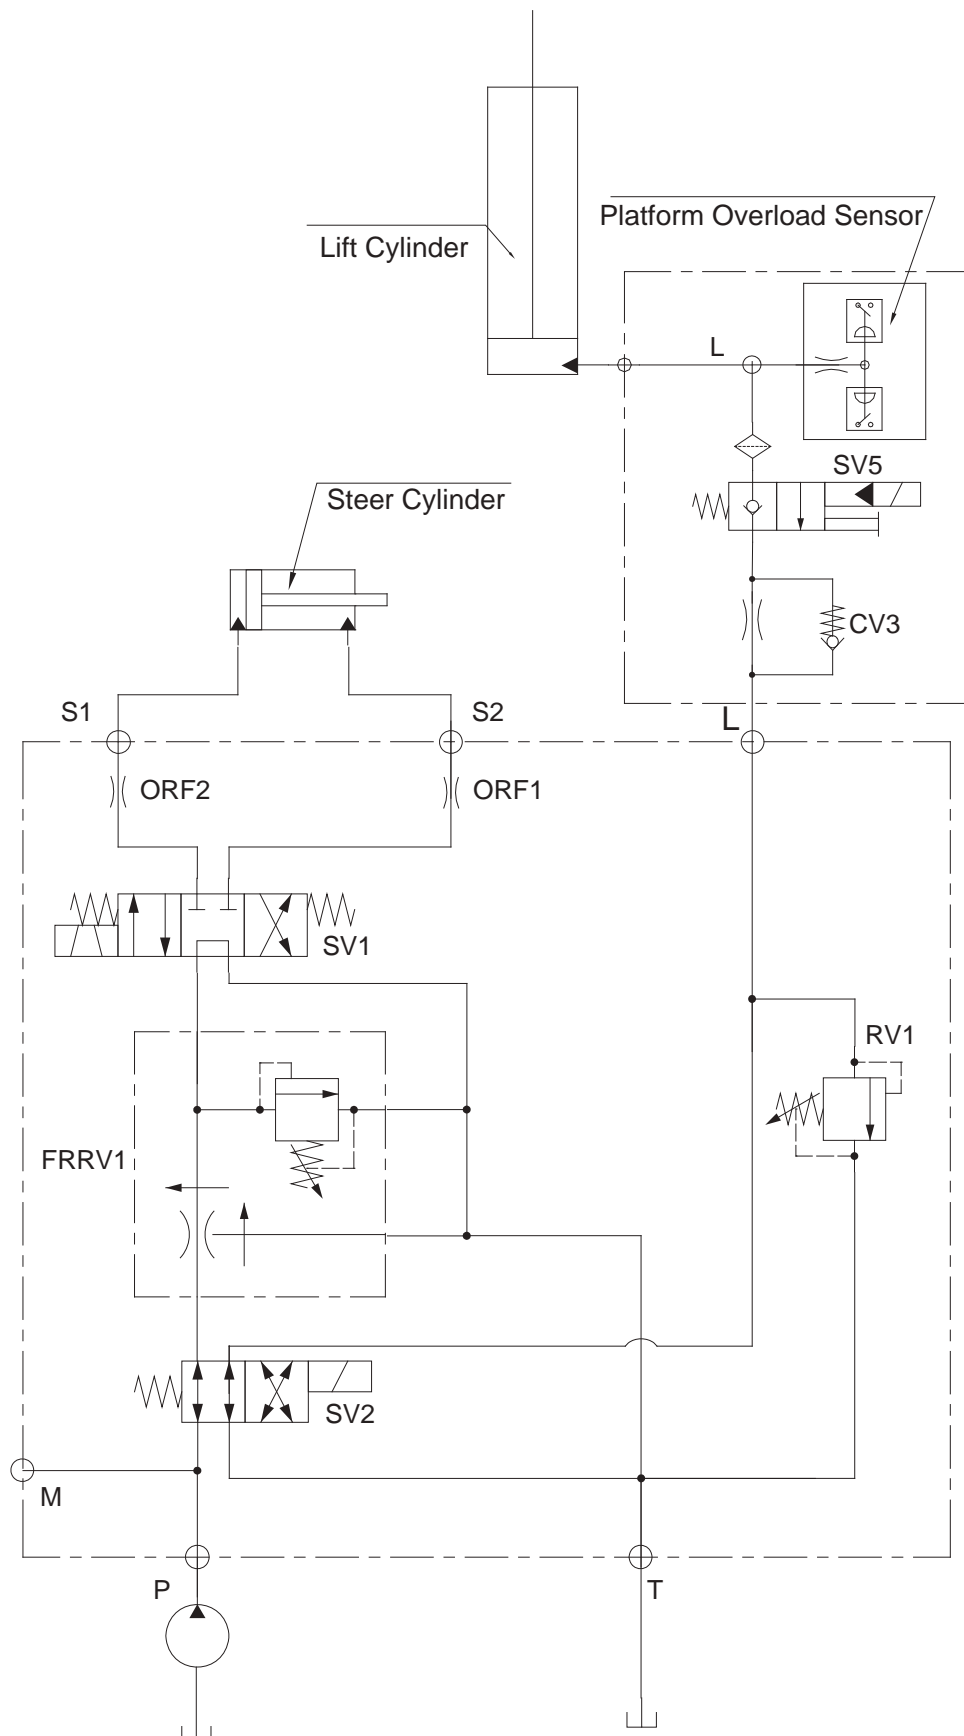 Platform Overload Sensor
Lift Cylinder
L
SV5
Steer Cylinder
CV3
S1
S2
L
ORF2
ORF1
SV1
RV1
FRRV1
SV2
M
P
T